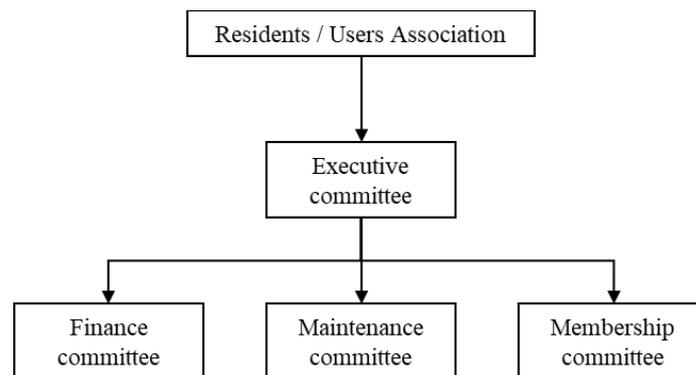 Residents / Users Association
Executive
committee
Finance
committee
Maintenance
committee
Membership
committee